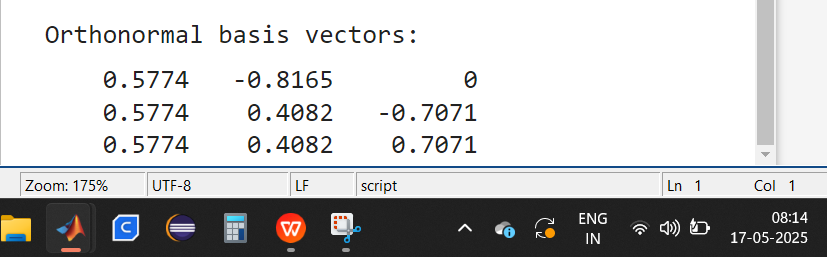 Orthonormal basis vectors:
0.5774 -0.8165 0
0.5774 0.4082 -0.7071
0.5774 0.4082 0.7071
Zoom: 175% UTF-8 LF script Ln 1 Col 1
C W ENG IN 08:14
17-05-2025